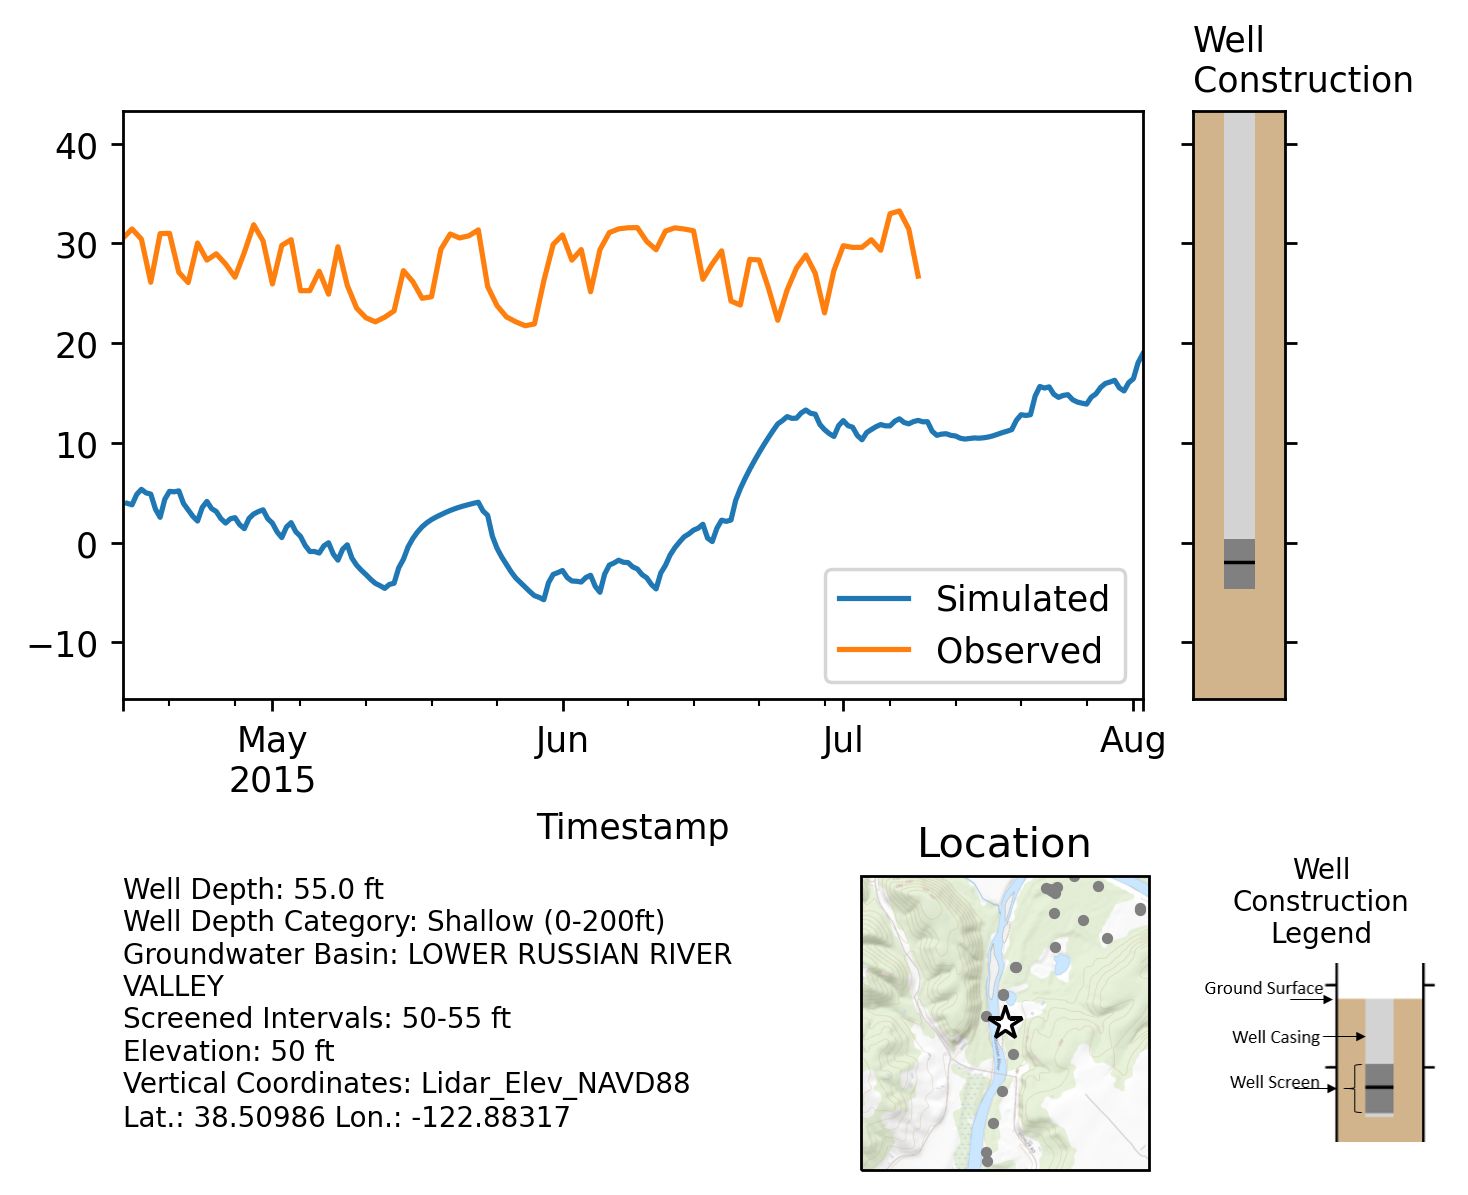 Well
Construction
40
30
20
10
0
−10
Simulated
Observed
May
2015
Jun
Jul
Aug
Timestamp
Well Depth: 55.0 ft
Well Depth Category: Shallow (0-200ft)
Groundwater Basin: LOWER RUSSIAN RIVER
VALLEY
Screened Intervals: 50-55 ft
Elevation: 50 ft
Vertical Coordinates: Lidar_Elev_NAVD88
Lat.: 38.50986 Lon.: -122.88317
Location
Well
Construction
Legend
Ground Surface
Well Casing
Well Screen